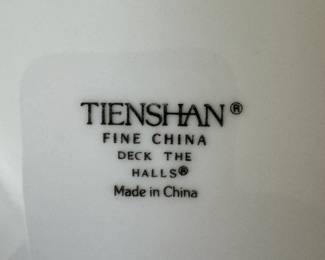 TIENSHAN®
FINE CHINA
DECK THE
HALLS®
Made in China